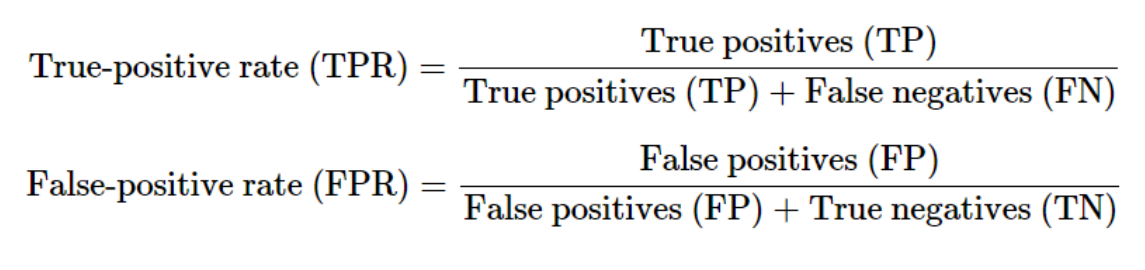 True-positive rate (TPR) = True positives (TP) / True positives (TP) + False negatives (FN)
False-positive rate (FPR) = False positives (FP) / False positives (FP) + True negatives (TN)